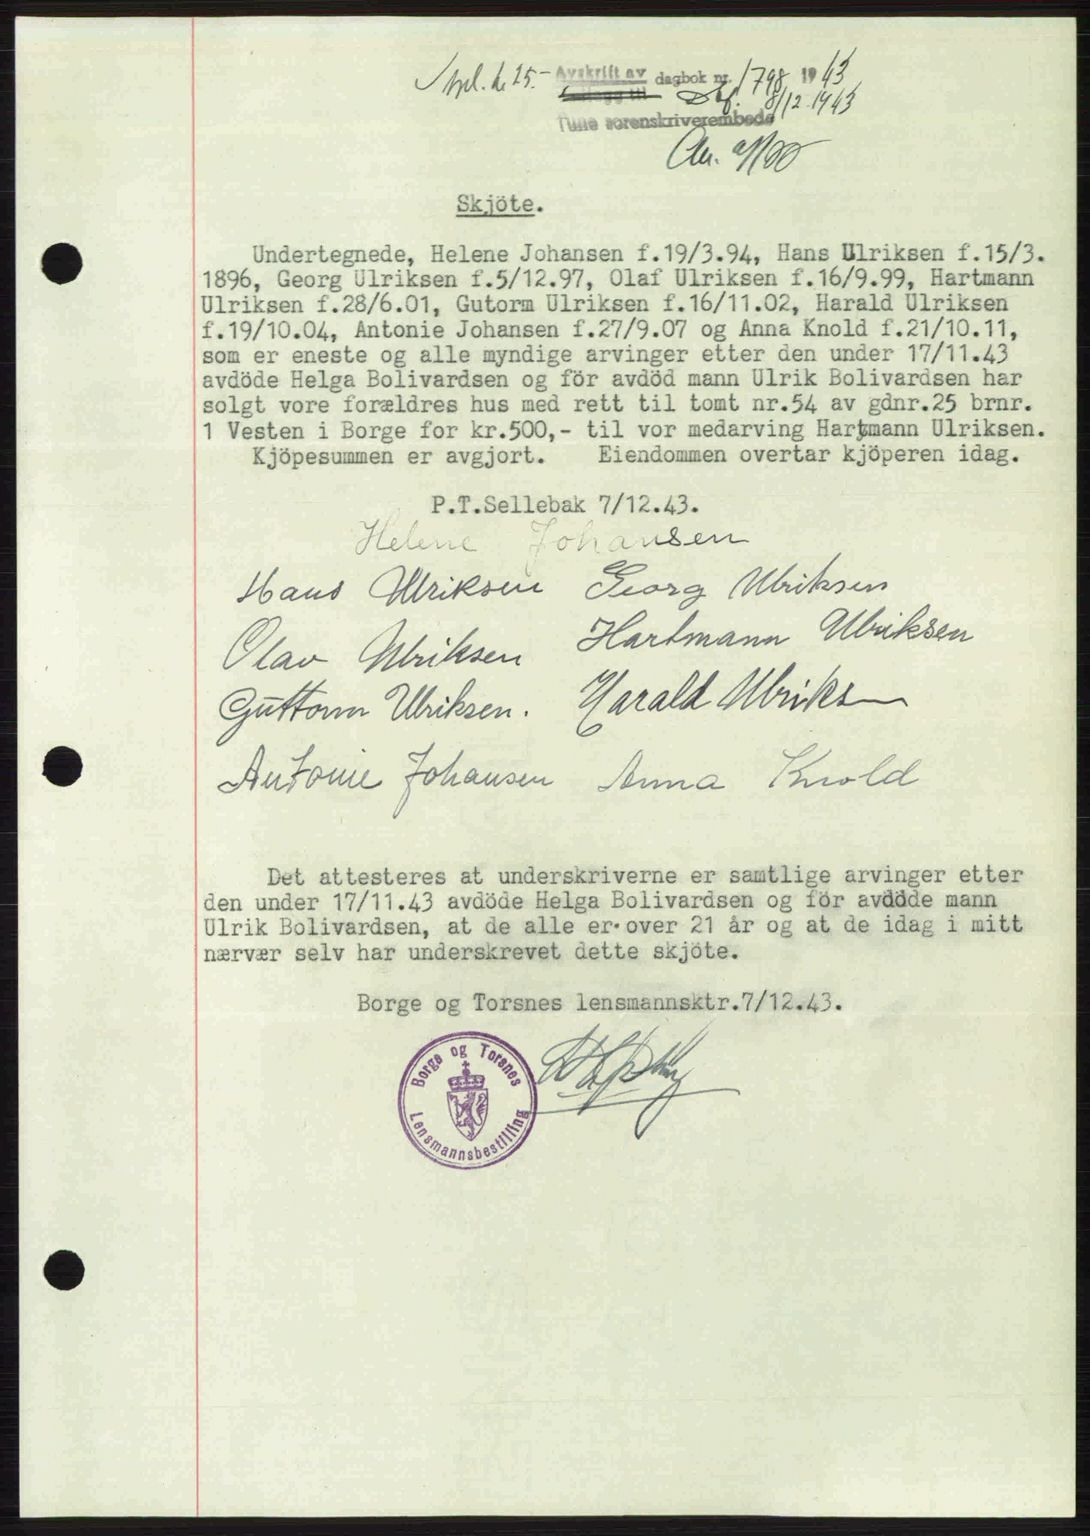 Stpl. kr 25.- Avskrift av dagbok nr. 1798 1943
8/12.1943
Tune sorenskriverembede
Skjöte.
Undertegnede, Helene Johansen f.19/3.94, Hans Ulriksen f.15/3.
1896, Georg Ulriksen f.5/12.97, Olaf Ulriksen f.16/9.99, Hartmann
Ulriksen f.28/6.01, Gutorm Ulriksen f.16/11.02, Harald Ulriksen
f.19/10.04, Antonie Johansen f.27/9.07 og Anna Knold f.21/10.11,
som er eneste og alle myndige arvinger etter den under 17/11.43
avdöde Helga Bolivardsen og för avdöd mann Ulrik Bolivardsen har
solgt vore forældres hus med rett til tomt nr.54 av gdnr.25 brnr.
1 Vesten i Borge for kr.500,- til vor medarving Hartmann Ulriksen.
Kjöpesummen er avgjort. Eiendommen overtar kjöperen idag.
P.T.Sellebak 7/12.43.
Helene Johansen
Hans Ulriksen Georg Ulriksen
Olav Ulriksen Hartmann Ulriksen
Guttorm Ulriksen. Harald Ulriksen
Antonie Johansen Anna Knold
Det attesteres at underskriverne er samtlige arvinger etter
den under 17/11.43 avdöde Helga Bolivardsen og för avdöde mann
Ulrik Bolivardsen, at de alle er over 21 år og at de idag i mitt
nærvær selv har underskrevet dette skjöte.
Borge og Torsnes lensmannsktr.7/12.43.
Borge og Torsnes
Lensmannsbestilling